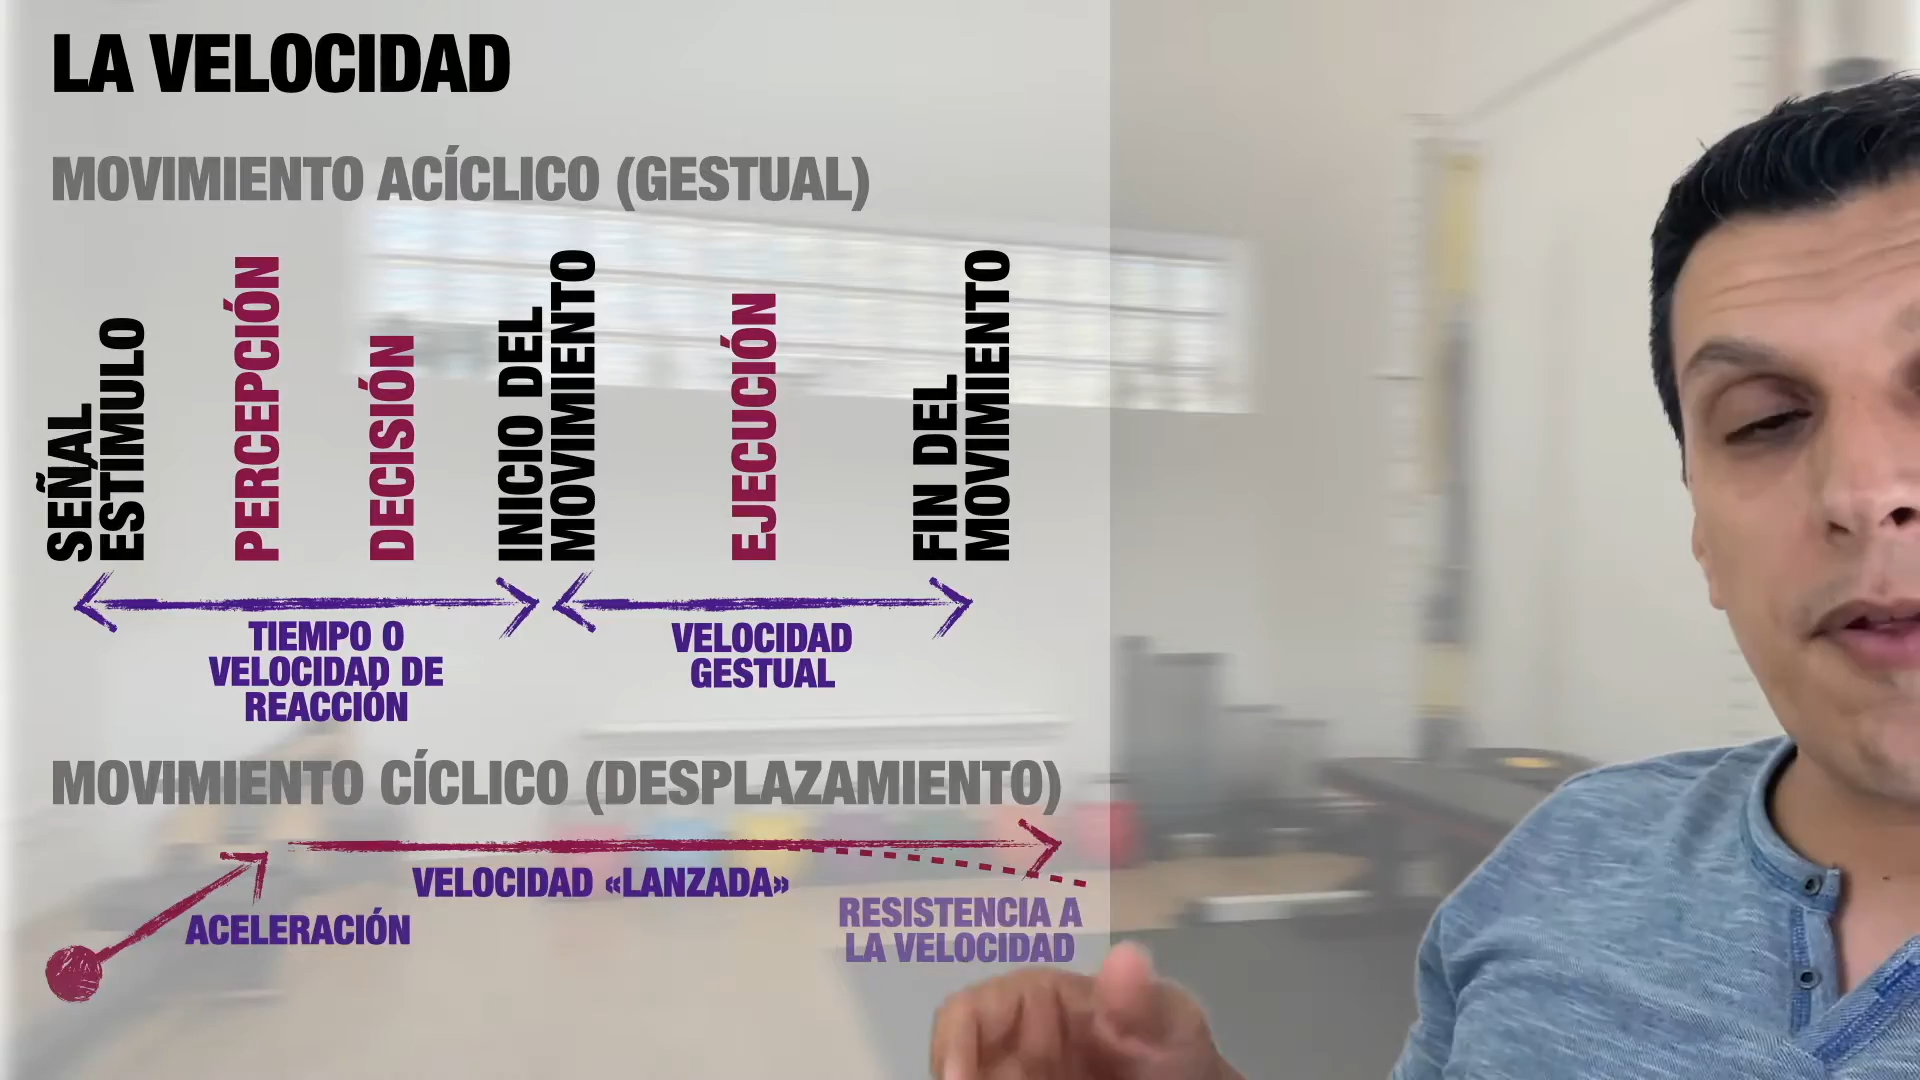 LA VELOCIDAD
MOVIMIENTO ACÍCLICO (GESTUAL)
SEÑAL
ESTÍMULO
PERCEPCIÓN
DECISIÓN
INICIO DEL
MOVIMIENTO
EJECUCIÓN
FIN DEL
MOVIMIENTO
TIEMPO O
VELOCIDAD DE
REACCIÓN
VELOCIDAD
GESTUAL
MOVIMIENTO CÍCLICO (DESPLAZAMIENTO)
VELOCIDAD «LANZADA»
ACELERACIÓN
RESISTENCIA A
LA VELOCIDAD